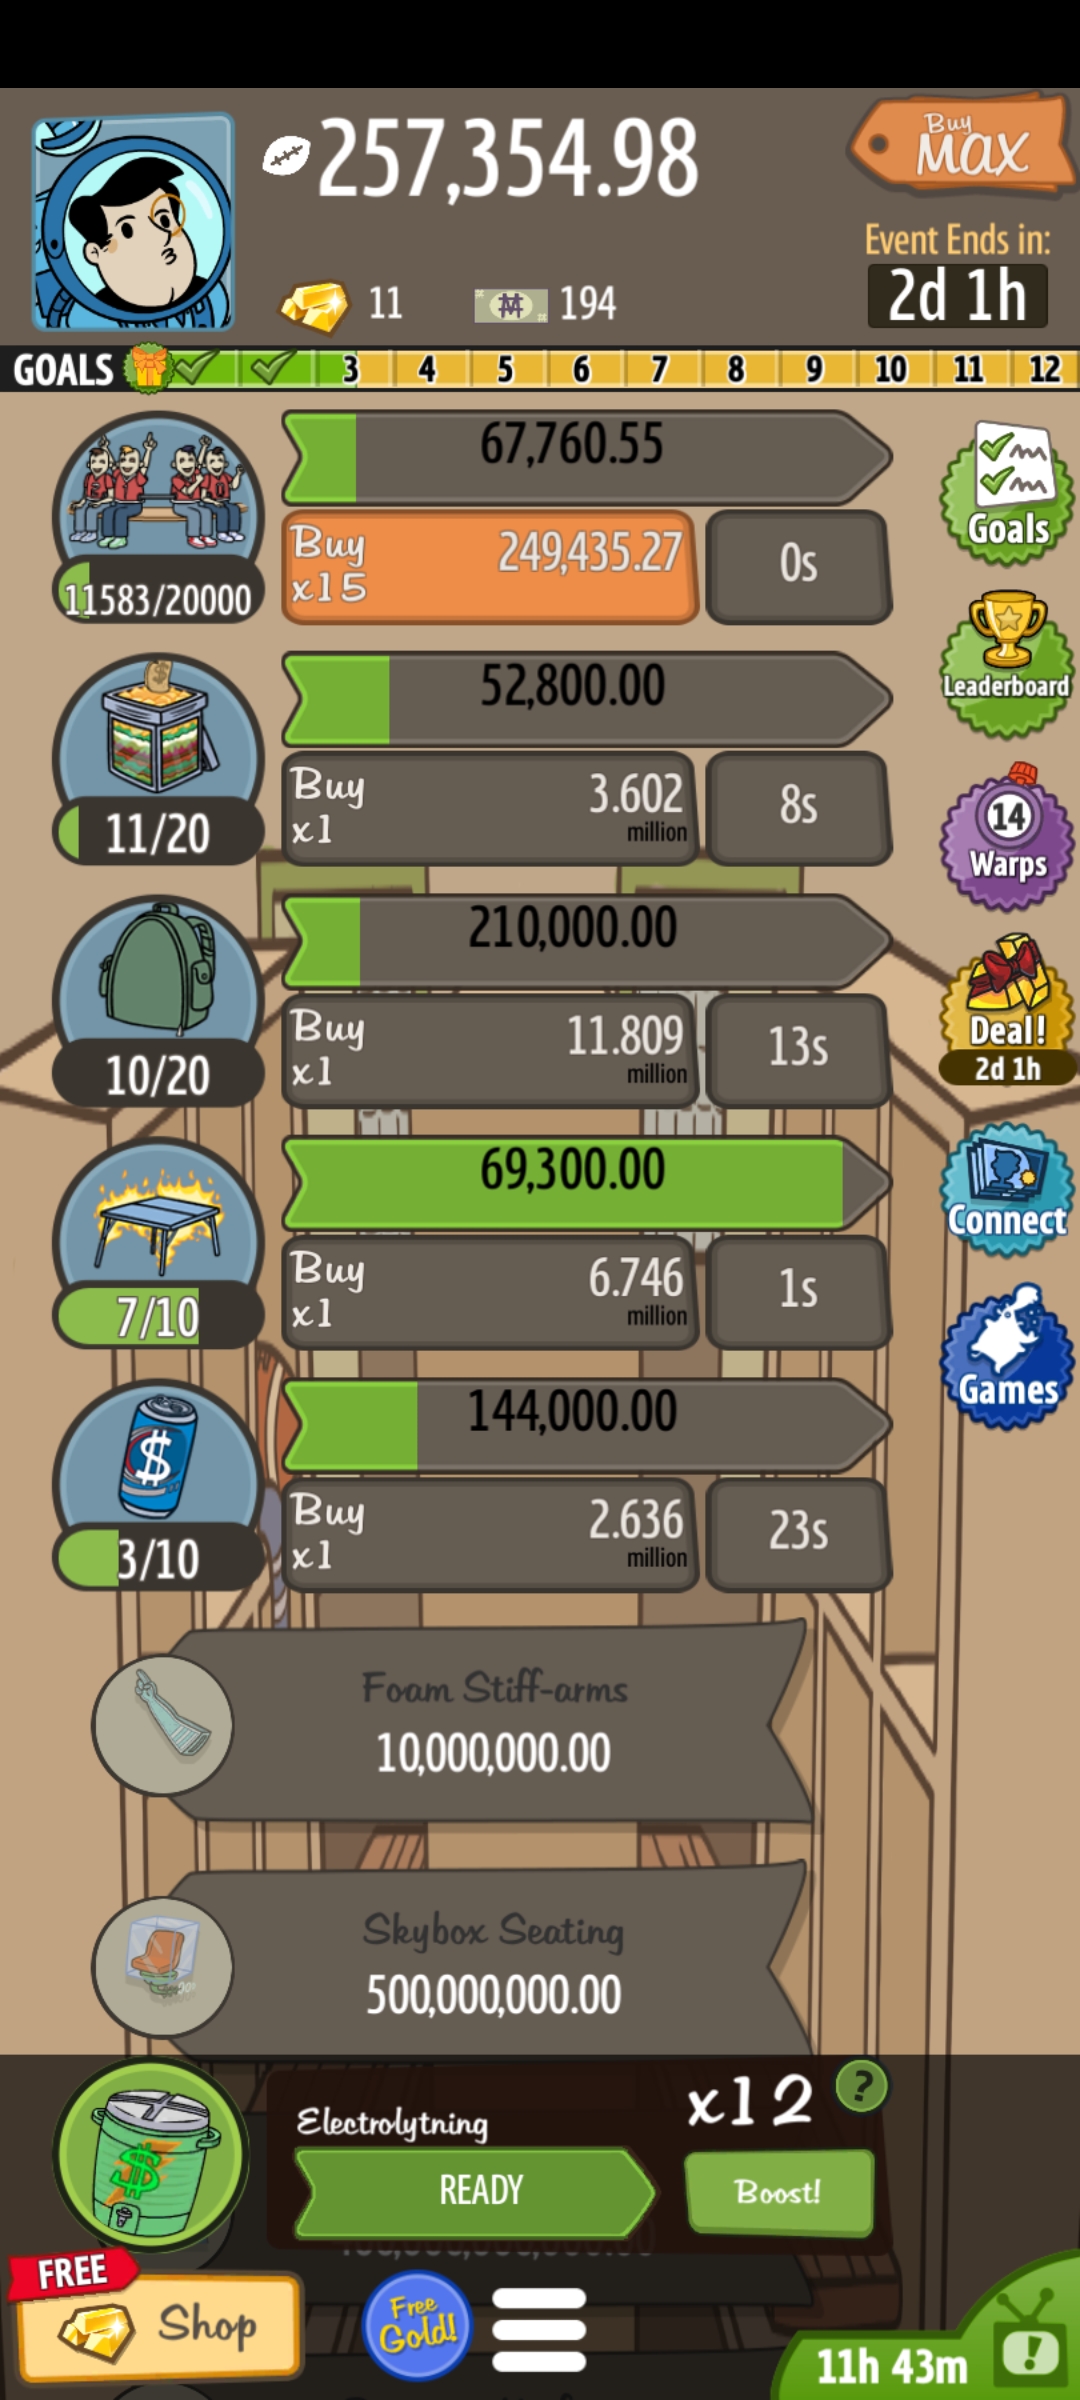 257,354.98
Buy
MAX
Event Ends in:
2d 1h
11
194
GOALS 3 4 5 6 7 8 9 10 11 12
67,760.55
Buy
x15
249,435.27
0s
11583/20000
Goals
52,800.00
Leaderboard
Buy
x1
3.602
million
8s
11/20
14
Warps
210,000.00
Buy
x1
11.809
million
13s
10/20
Deal!
2d 1h
69,300.00
Buy
x1
6.746
million
1s
7/10
Connect
144,000.00
Buy
x1
2.636
million
23s
3/10
Games
Foam Stiff-arms
10,000,000.00
Skybox Seating
500,000,000.00
Electrolytning
x12
?
READY
Boost!
FREE
Shop
Free
Gold!
11h 43m
!